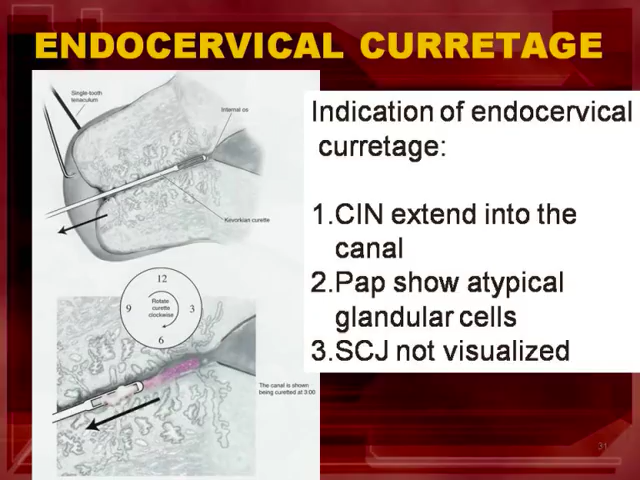 ENDOCERVICAL CURRETAGE
Single-tooth
tenaculum
Internal os
Kevorkian curette
12
9
Rotate
curette
clockwise
3
6
The canal is shown
being curetted at 3:00
Indication of endocervical
curretage:
1.CIN extend into the
canal
2.Pap show atypical
glandular cells
3.SCJ not visualized
31